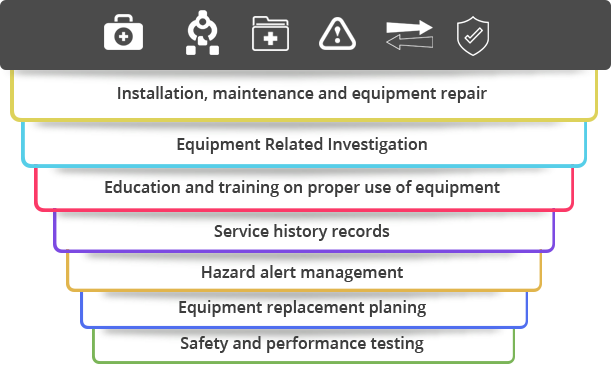 Installation, maintenance and equipment repair
Equipment Related Investigation
Education and training on proper use of equipment
Service history records
Hazard alert management
Equipment replacement planing
Safety and performance testing